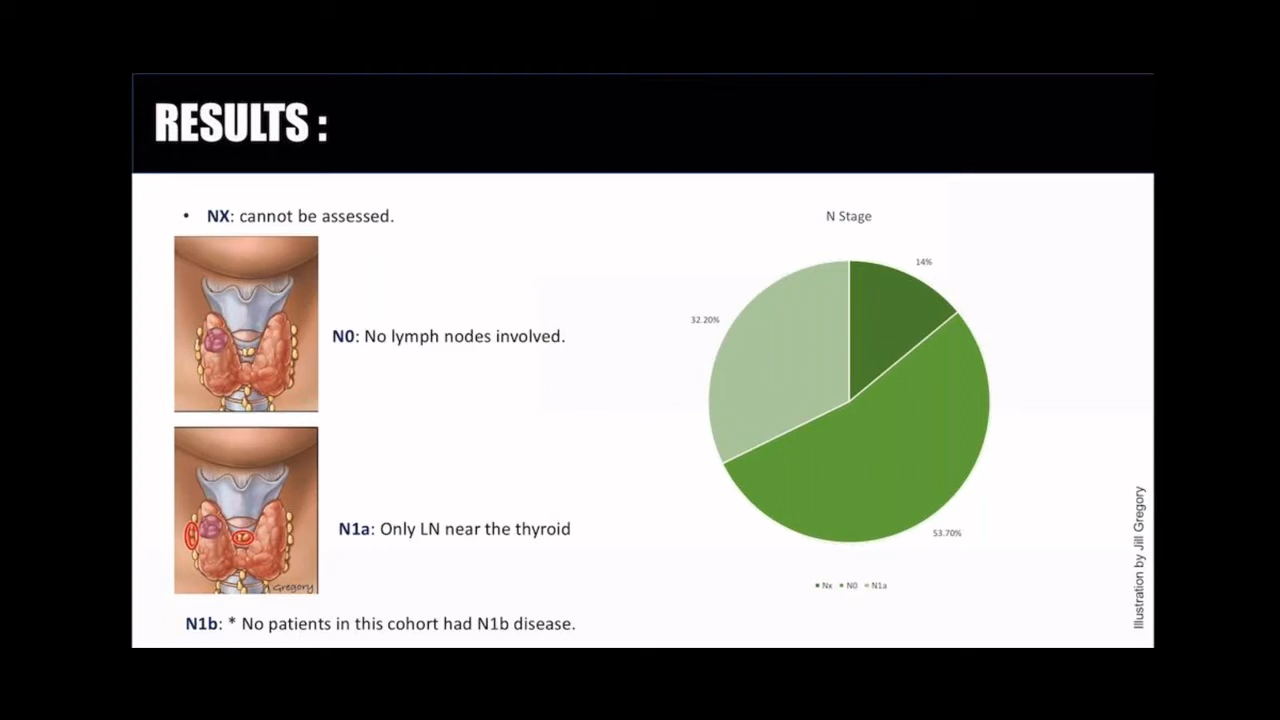 RESULTS :
• NX: cannot be assessed.
N0: No lymph nodes involved.
N1a: Only LN near the thyroid
Gregory
N1b: * No patients in this cohort had N1b disease.
N Stage
14%
32.20%
53.70%
Nx N0 N1a
Illustration by Jill Gregory